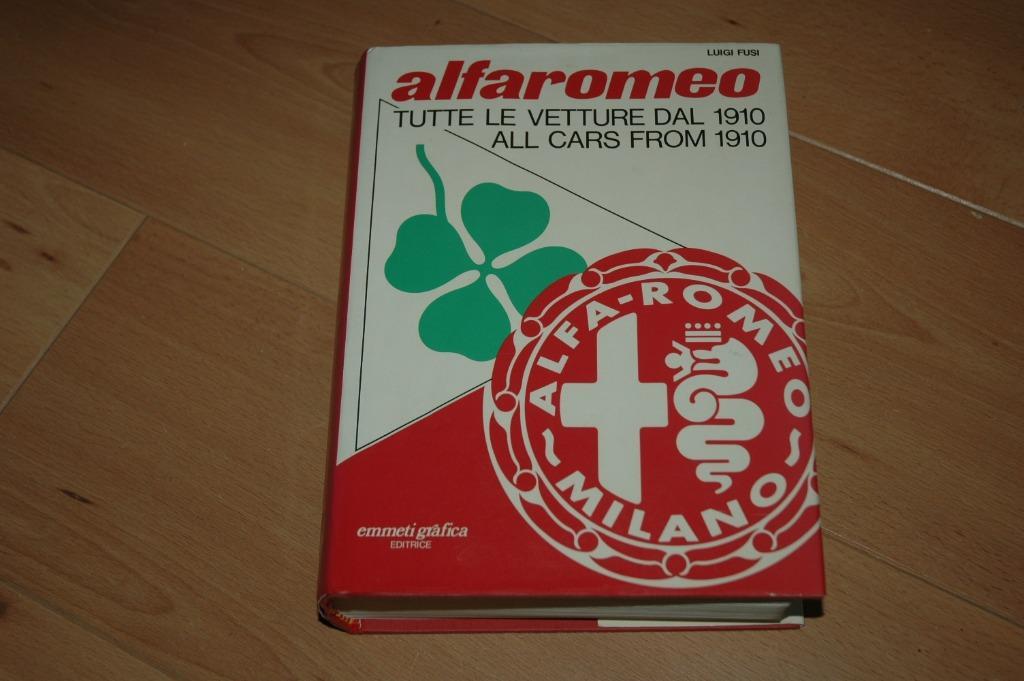 LUIGI FUSI
alfaromeo
TUTTE LE VETTURE DAL 1910
ALL CARS FROM 1910
ALFA-ROMEO
MILANO
emmeti grafica
EDITRICE